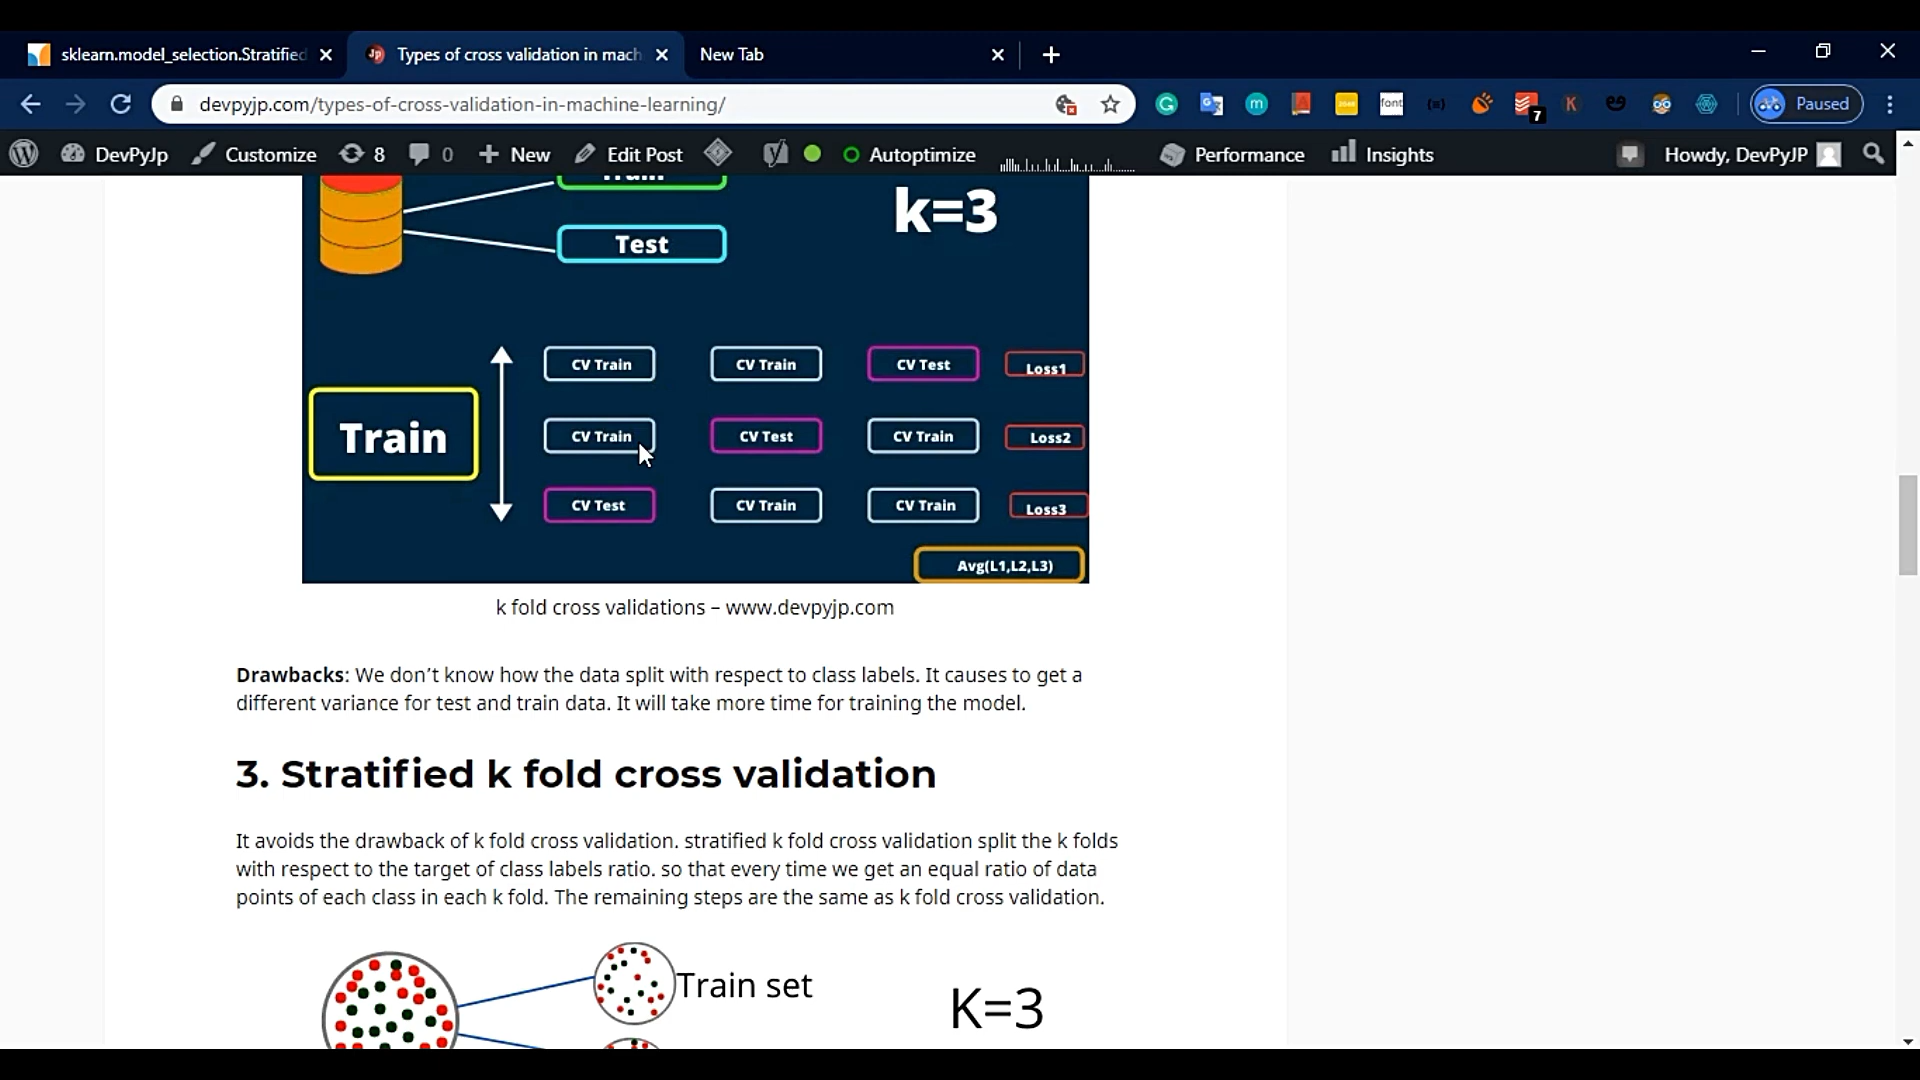 sklearn.model_selection.Stratified
Types of cross validation in mach
New Tab
devpyjp.com/types-of-cross-validation-in-machine-learning/
font
7
K
Paused
DevPyJp
Customize
8
0
New
Edit Post
Autoptimize
Performance
Insights
Howdy, DevPyJP
Train
k=3
Test
CV Train CV Train CV Test Loss1
Train
CV Train CV Test CV Train Loss2
CV Test CV Train CV Train Loss3
Avg(L1,L2,L3)
k fold cross validations – www.devpyjp.com
Drawbacks: We don’t know how the data split with respect to class labels. It causes to get a
different variance for test and train data. It will take more time for training the model.
3. Stratified k fold cross validation
It avoids the drawback of k fold cross validation. stratified k fold cross validation split the k folds
with respect to the target of class labels ratio. so that every time we get an equal ratio of data
points of each class in each k fold. The remaining steps are the same as k fold cross validation.
Train set
K=3